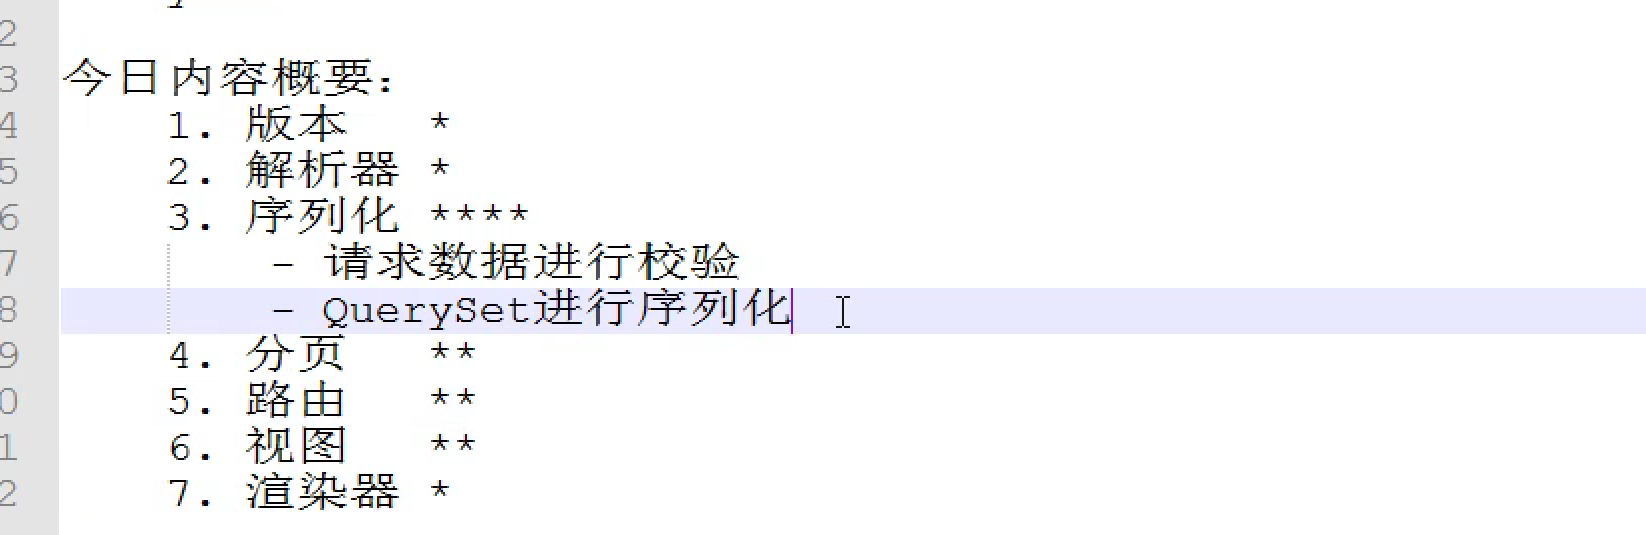 2
3 今日内容概要：
4 1. 版本 *
5 2. 解析器 *
6 3. 序列化 ****
7 - 请求数据进行校验
8 - QuerySet进行序列化
9 4. 分页 **
0 5. 路由 **
1 6. 视图 **
2 7. 渲染器 *